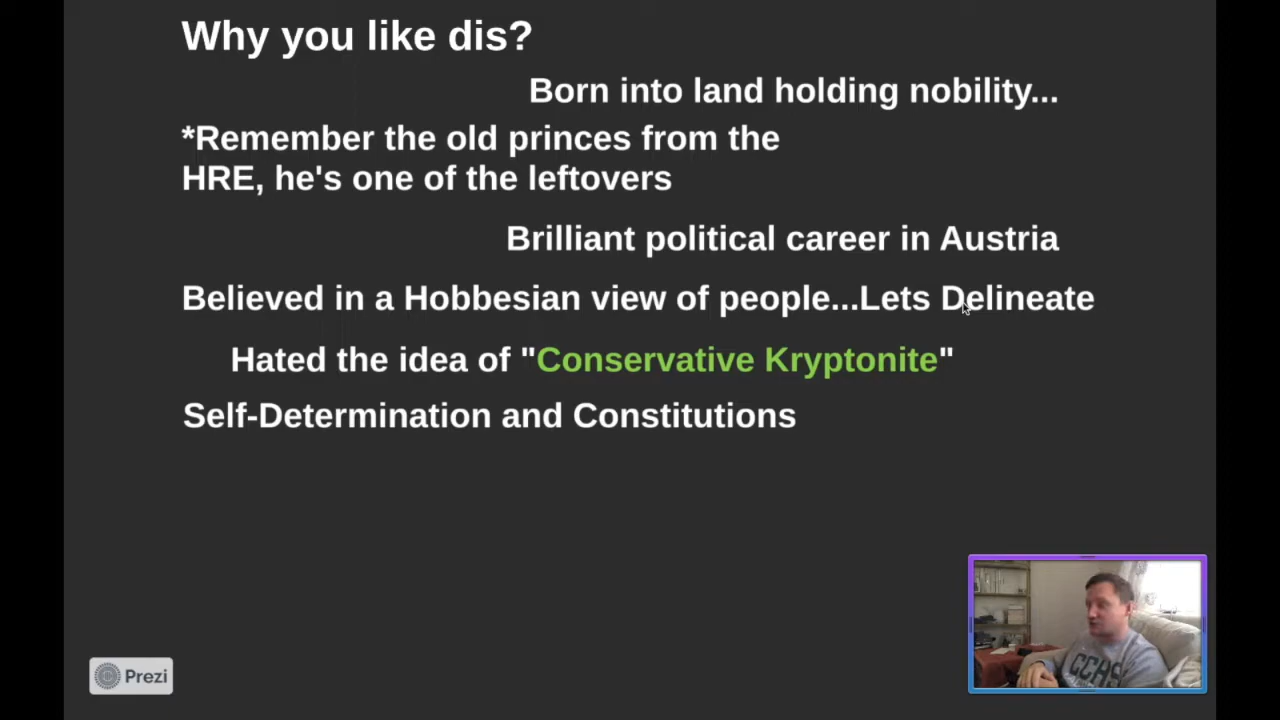 Why you like dis?
Born into land holding nobility...
*Remember the old princes from the
HRE, he's one of the leftovers
Brilliant political career in Austria
Believed in a Hobbesian view of people...Lets Delineate
Hated the idea of "Conservative Kryptonite"
Self-Determination and Constitutions
CCHS
Prezi